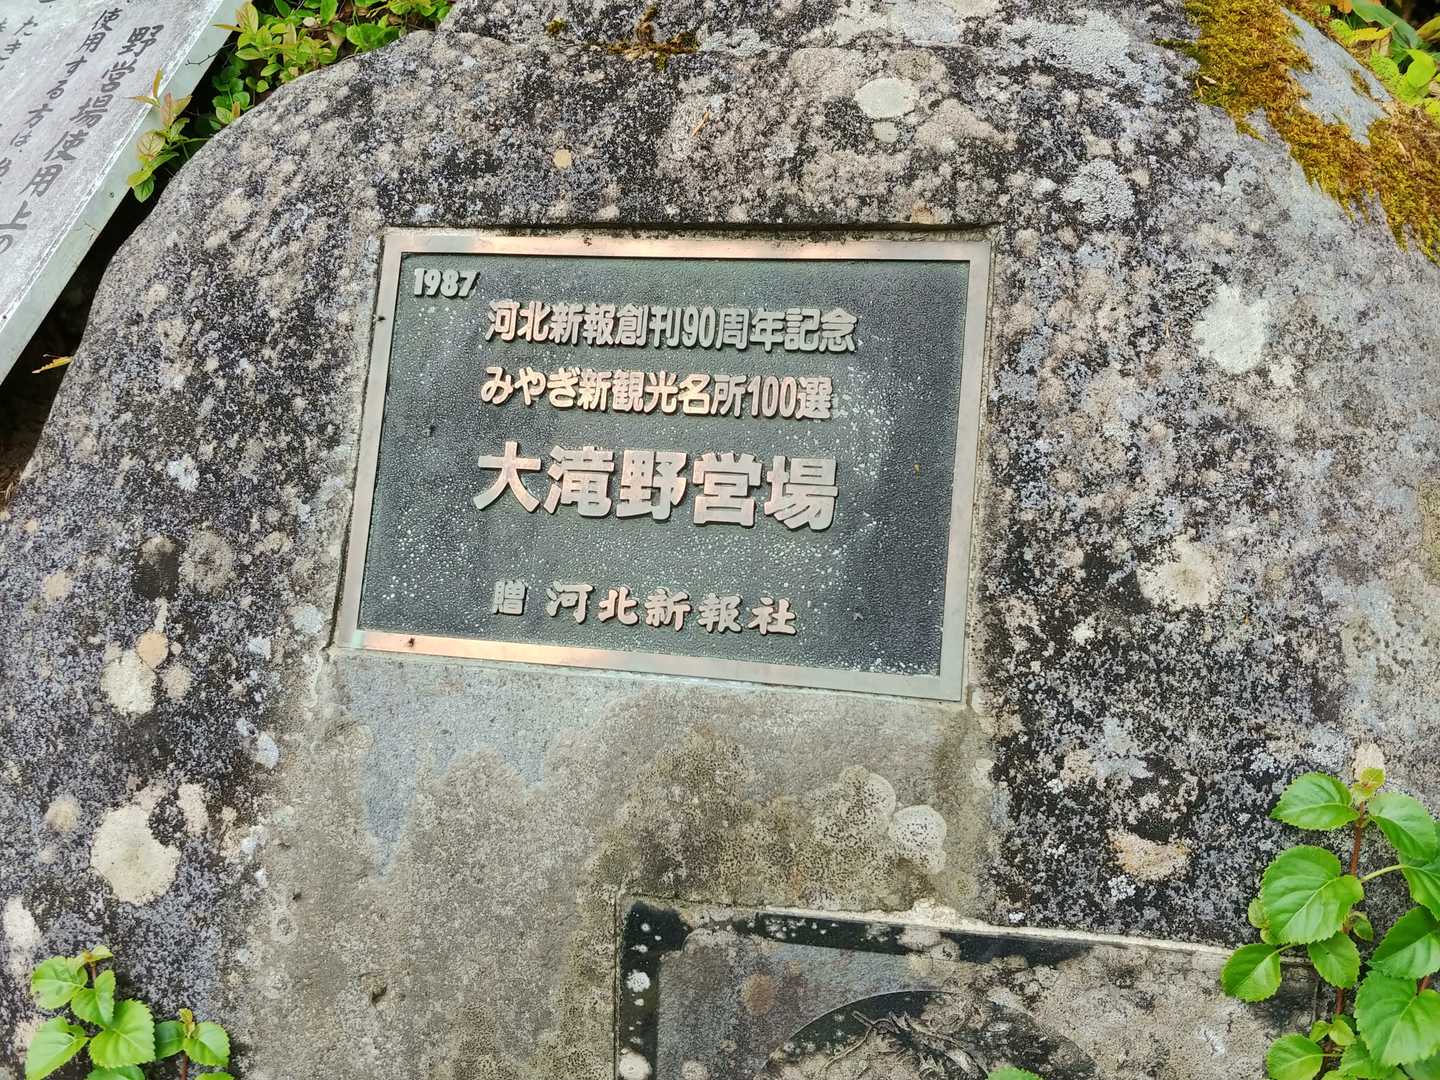 野営場使用上の
使用する方は、
1987
河北新報創刊90周年記念
みやぎ新観光名所100選
大滝野営場
贈 河北新報社